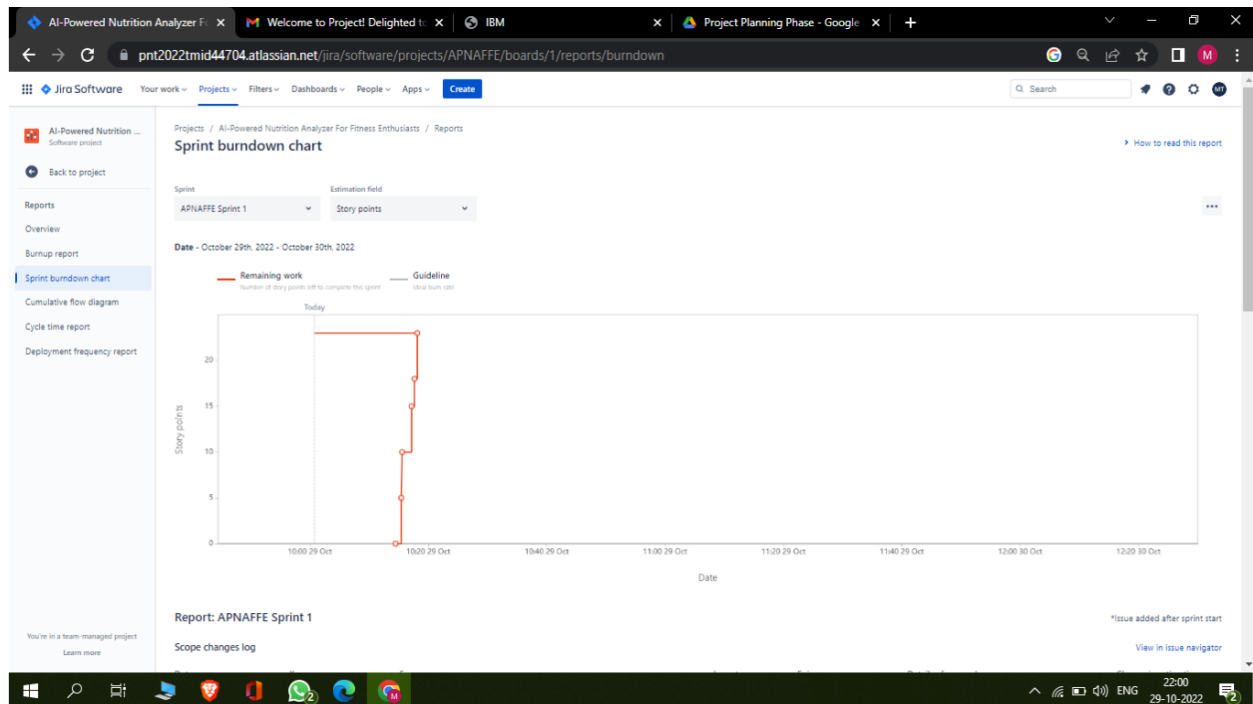 AI-Powered Nutrition Analyzer Fo
Welcome to Project! Delighted to
IBM
Project Planning Phase - Google
pnt2022tmid44704.atlassian.net/jira/software/projects/APNAFFE/boards/1/reports/burndown
M
Jira Software Your work Projects Filters Dashboards People Apps Create Search MT
AI-Powered Nutrition ...
Software project
Back to project
Reports
Overview
Burnup report
Sprint burndown chart
Cumulative flow diagram
Cycle time report
Deployment frequency report
You're in a team-managed project
Learn more
Projects / AI-Powered Nutrition Analyzer For Fitness Enthusiasts / Reports
Sprint burndown chart
How to read this report
Sprint Estimation field
APNAFFE Sprint 1 Story points
Date - October 29th, 2022 - October 30th, 2022
Remaining work Guideline
Number of story points left to complete this sprint Ideal burn rate
Today
20
15
10
5
0
Story points
10:00 29 Oct 10:20 29 Oct 10:40 29 Oct 11:00 29 Oct 11:20 29 Oct 11:40 29 Oct 12:00 30 Oct 12:20 30 Oct
Date
Report: APNAFFE Sprint 1 *Issue added after sprint start
Scope changes log View in issue navigator
ENG 22:00
29-10-2022